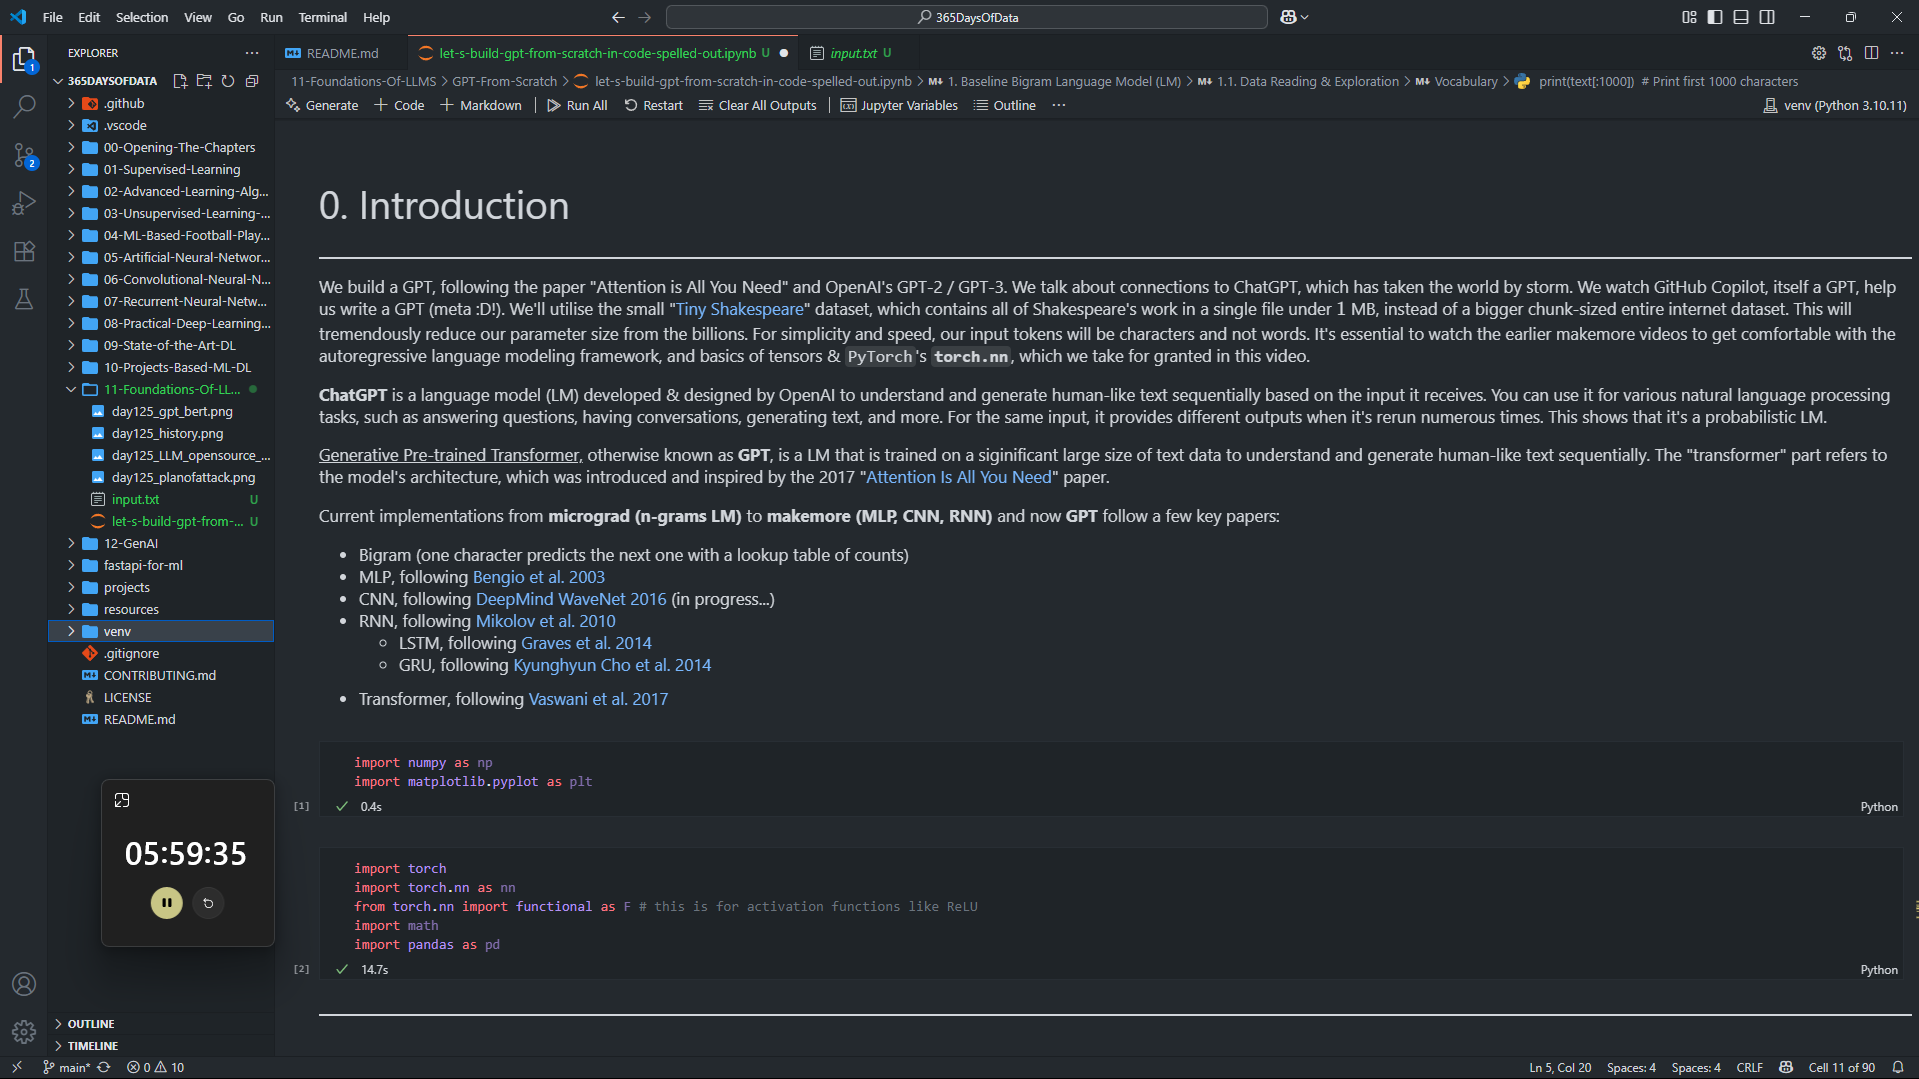 File Edit Selection View Go Run Terminal Help
365DaysOfData
EXPLORER
365DAYSOFDATA
.github
.vscode
00-Opening-The-Chapters
01-Supervised-Learning
02-Advanced-Learning-Alg...
03-Unsupervised-Learning-...
04-ML-Based-Football-Play...
05-Artificial-Neural-Networ...
06-Convolutional-Neural-N...
07-Recurrent-Neural-Netw...
08-Practical-Deep-Learning...
09-State-of-the-Art-DL
10-Projects-Based-ML-DL
11-Foundations-Of-LL...
day125_gpt_bert.png
day125_history.png
day125_LLM_opensource_...
day125_planofattack.png
input.txt U
let-s-build-gpt-from-... U
12-GenAI
fastapi-for-ml
projects
resources
venv
.gitignore
CONTRIBUTING.md
LICENSE
README.md
05:59:35
OUTLINE
TIMELINE
1
2
README.md let-s-build-gpt-from-scratch-in-code-spelled-out.ipynb U input.txt U
11-Foundations-Of-LLMS > GPT-From-Scratch > let-s-build-gpt-from-scratch-in-code-spelled-out.ipynb > 1. Baseline Bigram Language Model (LM) > 1.1. Data Reading & Exploration > Vocabulary > print(text[:1000]) # Print first 1000 characters
Generate + Code + Markdown Run All Restart Clear All Outputs Jupyter Variables Outline ... venv (Python 3.10.11)
0. Introduction
We build a GPT, following the paper "Attention is All You Need" and OpenAI's GPT-2 / GPT-3. We talk about connections to ChatGPT, which has taken the world by storm. We watch GitHub Copilot, itself a GPT, help
us write a GPT (meta :D!). We'll utilise the small "Tiny Shakespeare" dataset, which contains all of Shakespeare's work in a single file under 1 MB, instead of a bigger chunk-sized entire internet dataset. This will
tremendously reduce our parameter size from the billions. For simplicity and speed, our input tokens will be characters and not words. It's essential to watch the earlier makemore videos to get comfortable with the
autoregressive language modeling framework, and basics of tensors & PyTorch's torch.nn, which we take for granted in this video.
ChatGPT is a language model (LM) developed & designed by OpenAI to understand and generate human-like text sequentially based on the input it receives. You can use it for various natural language processing
tasks, such as answering questions, having conversations, generating text, and more. For the same input, it provides different outputs when it's rerun numerous times. This shows that it's a probabilistic LM.
Generative Pre-trained Transformer, otherwise known as GPT, is a LM that is trained on a siginificant large size of text data to understand and generate human-like text sequentially. The "transformer" part refers to
the model's architecture, which was introduced and inspired by the 2017 "Attention Is All You Need" paper.
Current implementations from micrograd (n-grams LM) to makemore (MLP, CNN, RNN) and now GPT follow a few key papers:
• Bigram (one character predicts the next one with a lookup table of counts)
• MLP, following Bengio et al. 2003
• CNN, following DeepMind WaveNet 2016 (in progress...)
• RNN, following Mikolov et al. 2010
◦ LSTM, following Graves et al. 2014
◦ GRU, following Kyunghyun Cho et al. 2014
• Transformer, following Vaswani et al. 2017
import numpy as np
import matplotlib.pyplot as plt
[1] ✓ 0.4s Python
import torch
import torch.nn as nn
from torch.nn import functional as F # this is for activation functions like ReLU
import math
import pandas as pd
[2] ✓ 14.7s Python
main* 0 10 Ln 5, Col 20 Spaces: 4 Spaces: 4 CRLF Cell 11 of 90